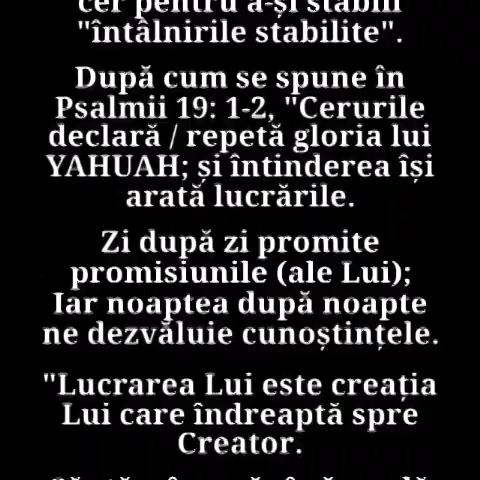 cer pentru a-și stabili
"întâlnirile stabilite".
După cum se spune în
Psalmii 19: 1-2, "Cerurile
declară / repetă gloria lui
YAHUAH; și întinderea își
arată lucrările.
Zi după zi promite
promisiunile (ale Lui);
Iar noaptea după noapte
ne dezvăluie cunoștințele.
"Lucrarea Lui este creația
Lui care îndreaptă spre
Creator.